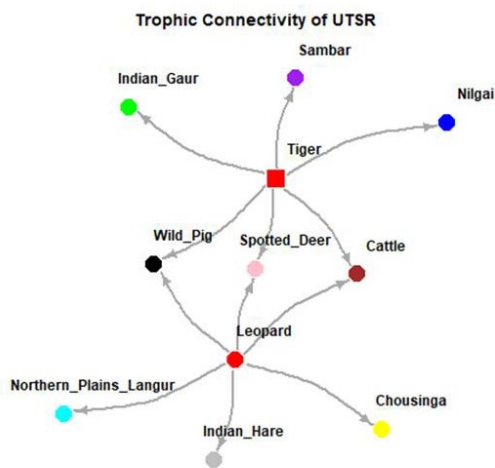 Trophic Connectivity of UTSR
Sambar
Indian_Gaur
Nilgai
Tiger
Wild_Pig
Spotted_Deer
Cattle
Leopard
Northern_Plains_Langur
Chousinga
Indian_Hare